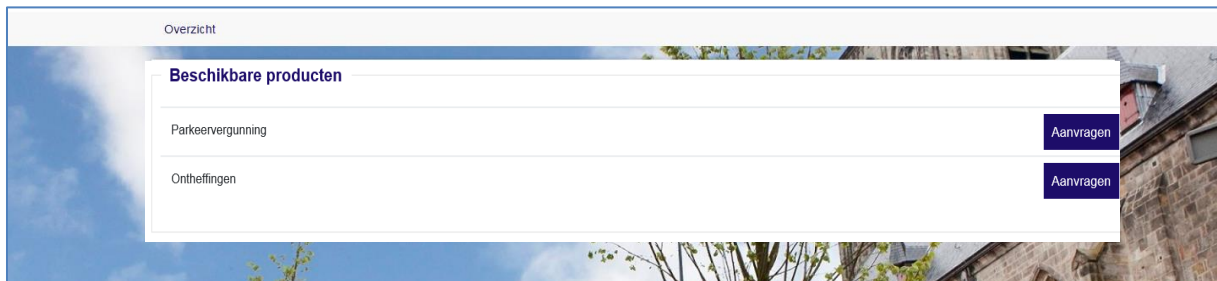 Overzicht
Beschikbare producten
Parkeervergunning
Aanvragen
Ontheffingen
Aanvragen